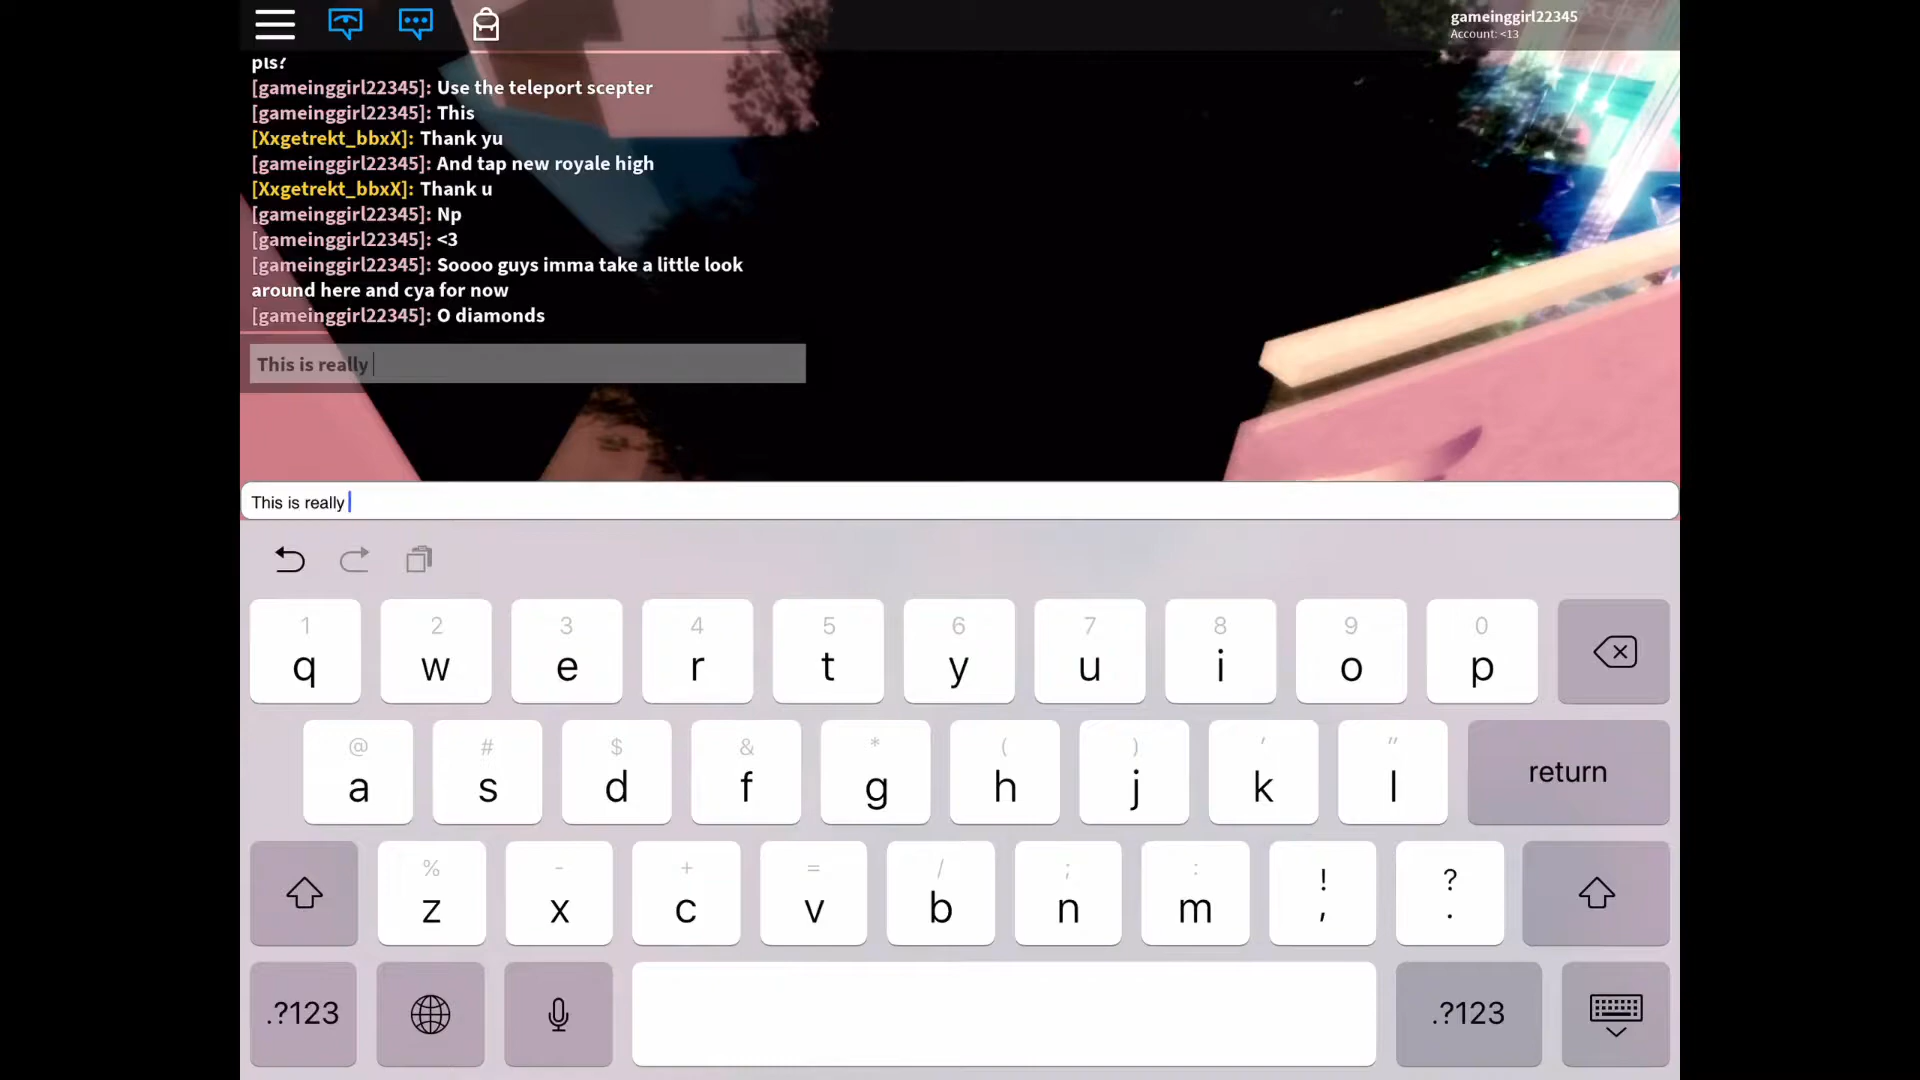 gameinggirl22345
Account: <13
pls?
[gameinggirl22345]: Use the teleport scepter
[gameinggirl22345]: This
[Xxgetrekt_bbxX]: Thank yu
[gameinggirl22345]: And tap new royale high
[Xxgetrekt_bbxX]: Thank u
[gameinggirl22345]: Np
[gameinggirl22345]: <3
[gameinggirl22345]: Soooo guys imma take a little look
around here and cya for now
[gameinggirl22345]: O diamonds
This is really
This is really
1 2 3 4 5 6 7 8 9 0
q w e r t y u i o p
@ # $ & * ( ) ' "
a s d f g h j k l return
% - + = / ; : ! ?
z x c v b n m , .
.?123 .?123